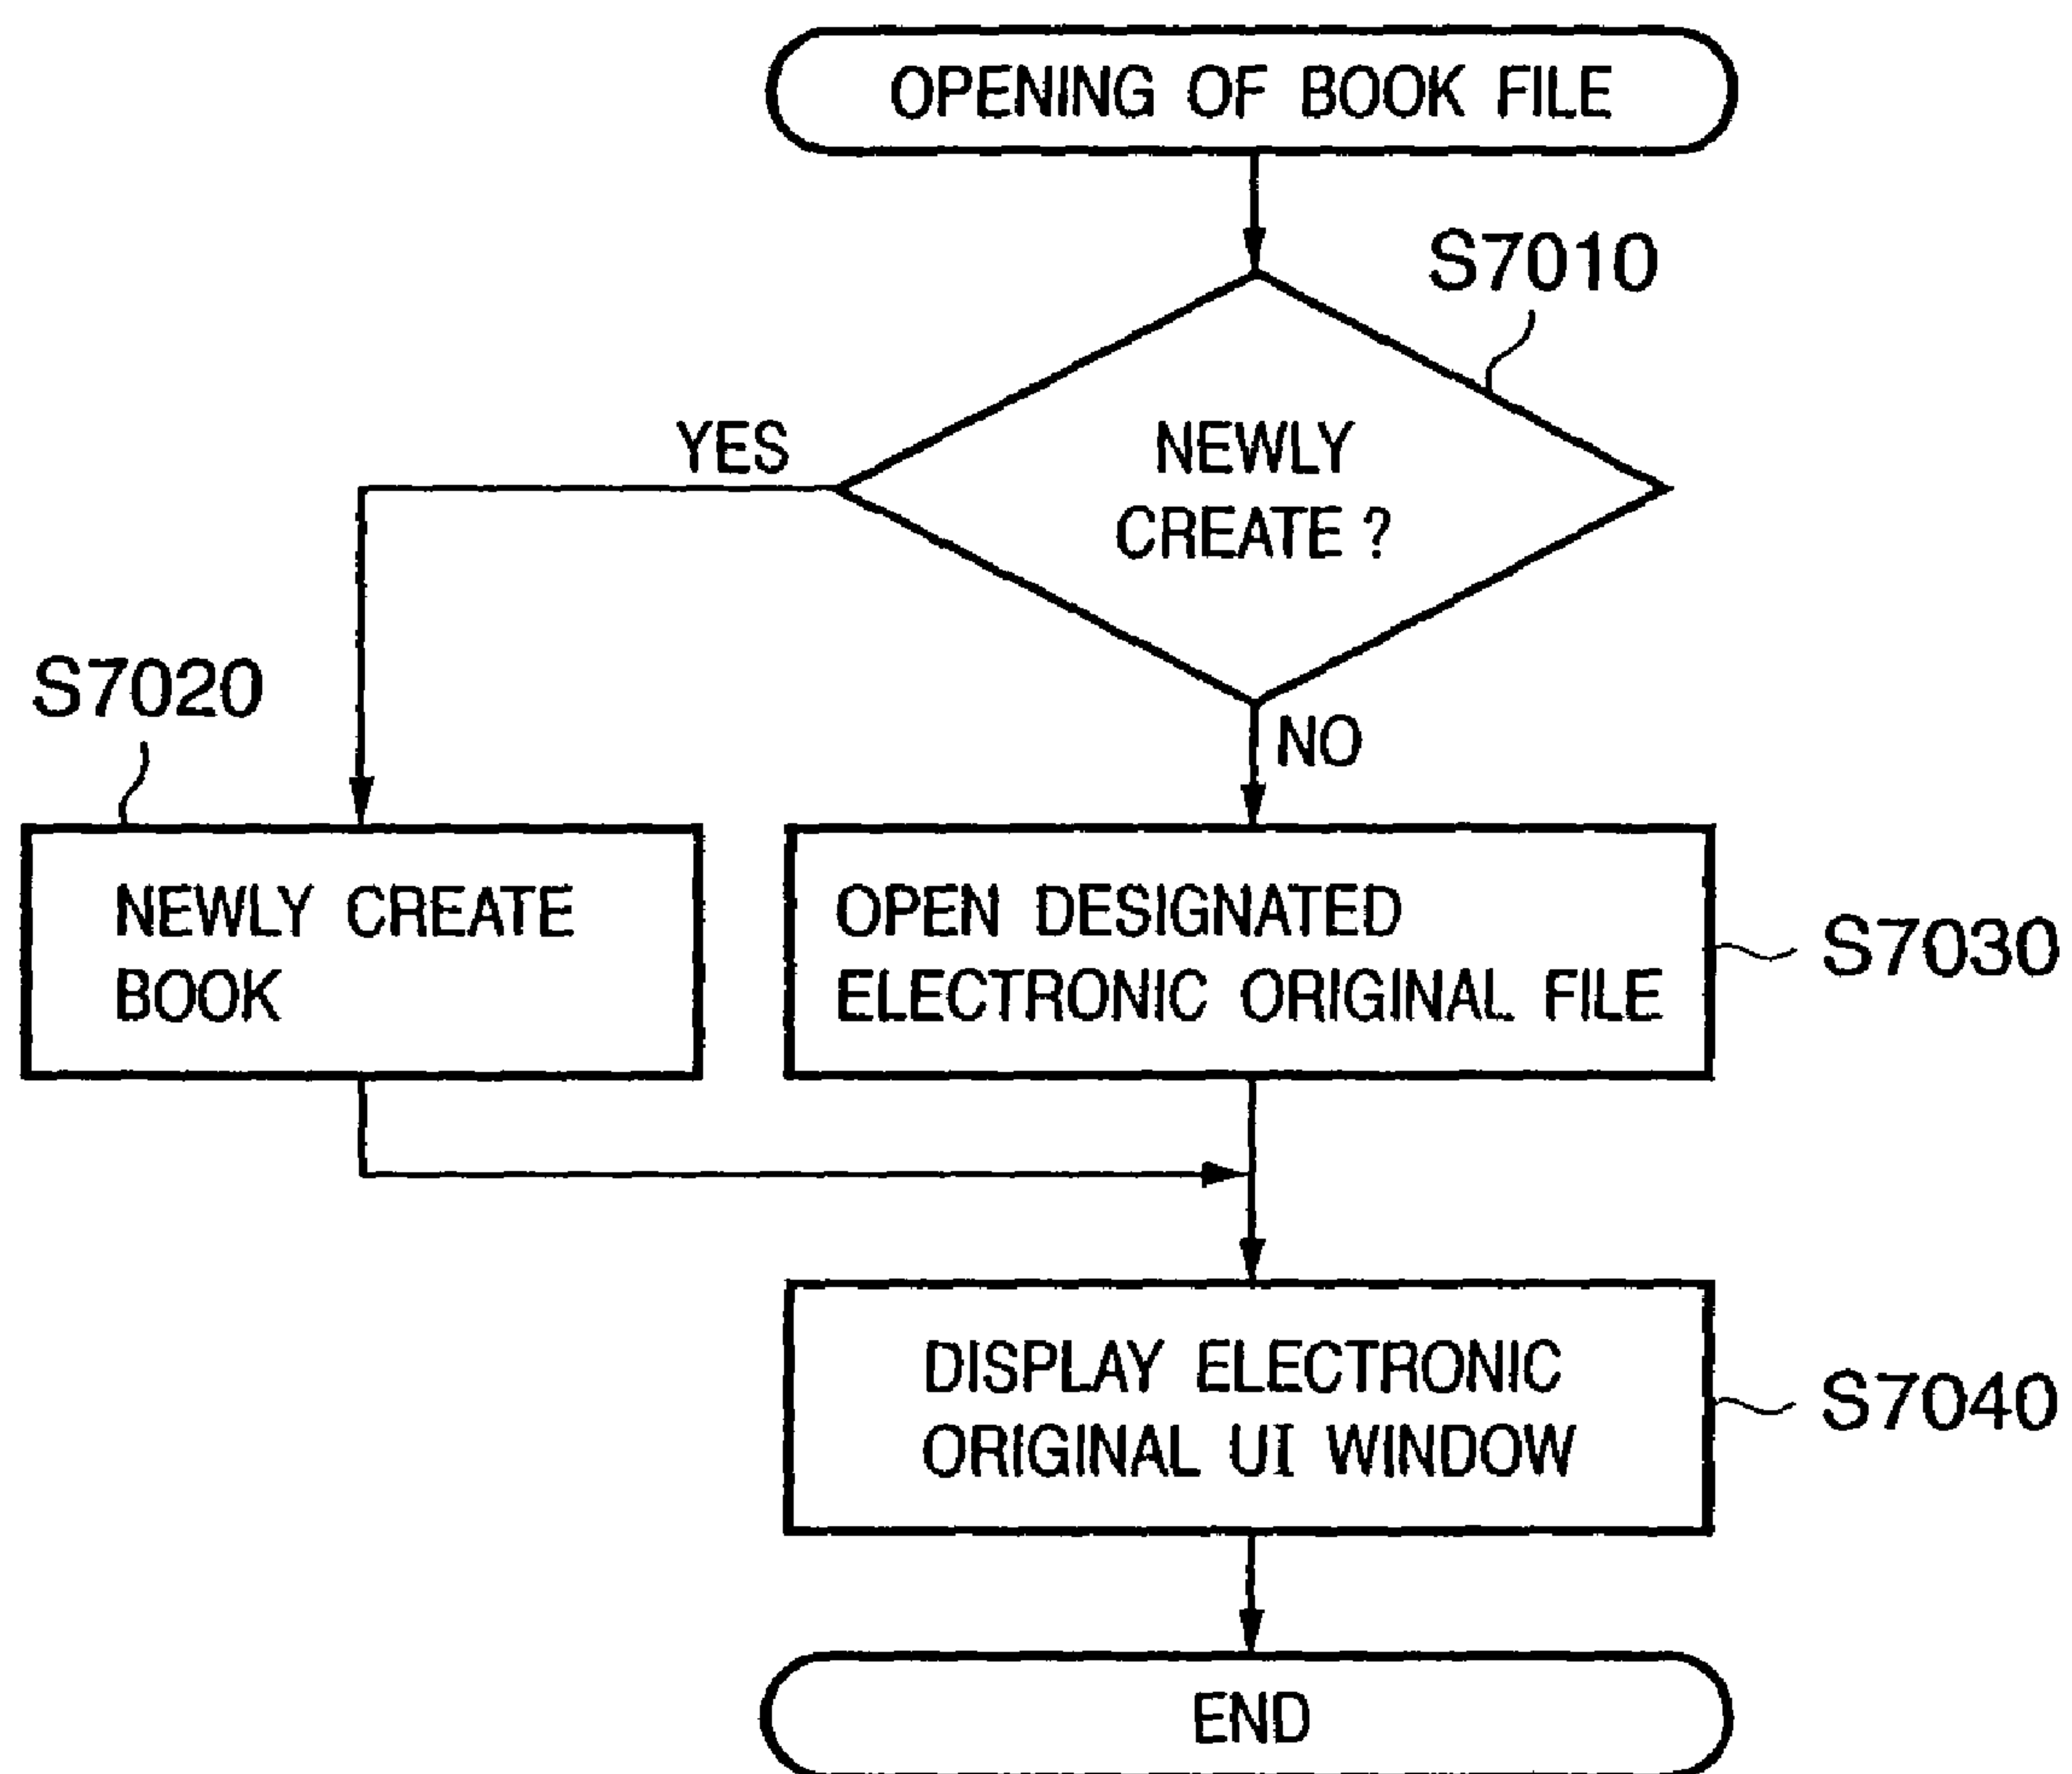 OPENING OF BOOK FILE
S7010
NEWLY
CREATE ?
YES
NO
S7020
NEWLY CREATE
BOOK
OPEN DESIGNATED
ELECTRONIC ORIGINAL FILE
S7030
DISPLAY ELECTRONIC
ORIGINAL UI WINDOW
S7040
END